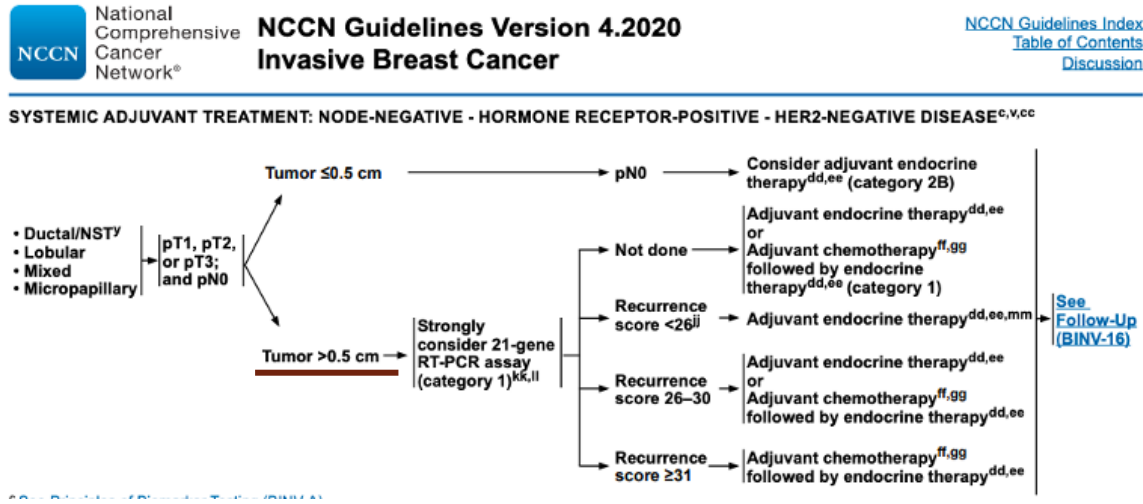 NCCN
National
Comprehensive
Cancer
Network®
NCCN Guidelines Version 4.2020
Invasive Breast Cancer
NCCN Guidelines Index
Table of Contents
Discussion
SYSTEMIC ADJUVANT TREATMENT: NODE-NEGATIVE - HORMONE RECEPTOR-POSITIVE - HER2-NEGATIVE DISEASEc,v,cc
• Ductal/NSTy
• Lobular
• Mixed
• Micropapillary
pT1, pT2,
or pT3;
and pN0
Tumor ≤0.5 cm
pN0
Consider adjuvant endocrine
therapydd,ee (category 2B)
Tumor >0.5 cm
Strongly
consider 21-gene
RT-PCR assay
(category 1)kk,ll
Not done
Adjuvant endocrine therapydd,ee
or
Adjuvant chemotherapyff,gg
followed by endocrine
therapydd,ee (category 1)
Recurrence
score <26jj
Adjuvant endocrine therapydd,ee,mm
Recurrence
score 26–30
Adjuvant endocrine therapydd,ee
or
Adjuvant chemotherapyff,gg
followed by endocrine therapydd,ee
Recurrence
score ≥31
Adjuvant chemotherapyff,gg
followed by endocrine therapydd,ee
See
Follow-Up
(BINV-16)
c See Principles of Biomarker Testing (BINV-A)